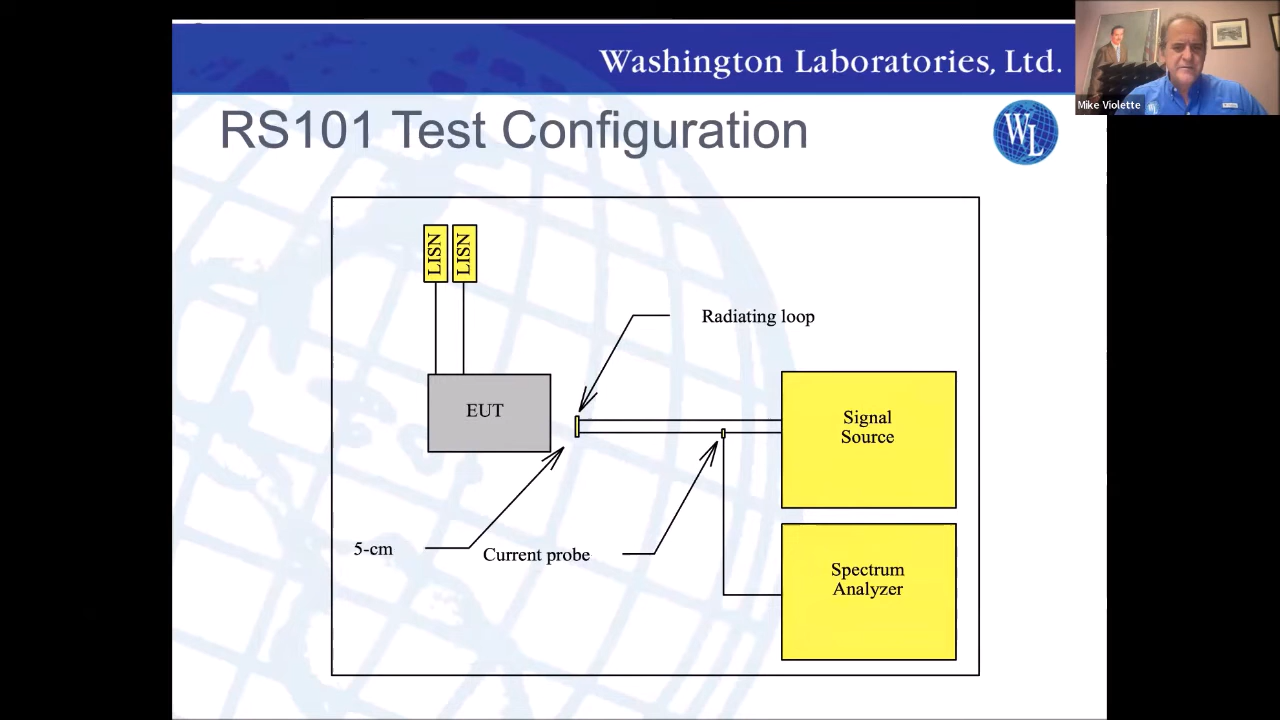 Washington Laboratories, Ltd.
Mike Violette
RS101 Test Configuration
WL
LISN
LISN
Radiating loop
EUT
Signal
Source
5-cm
Current probe
Spectrum
Analyzer